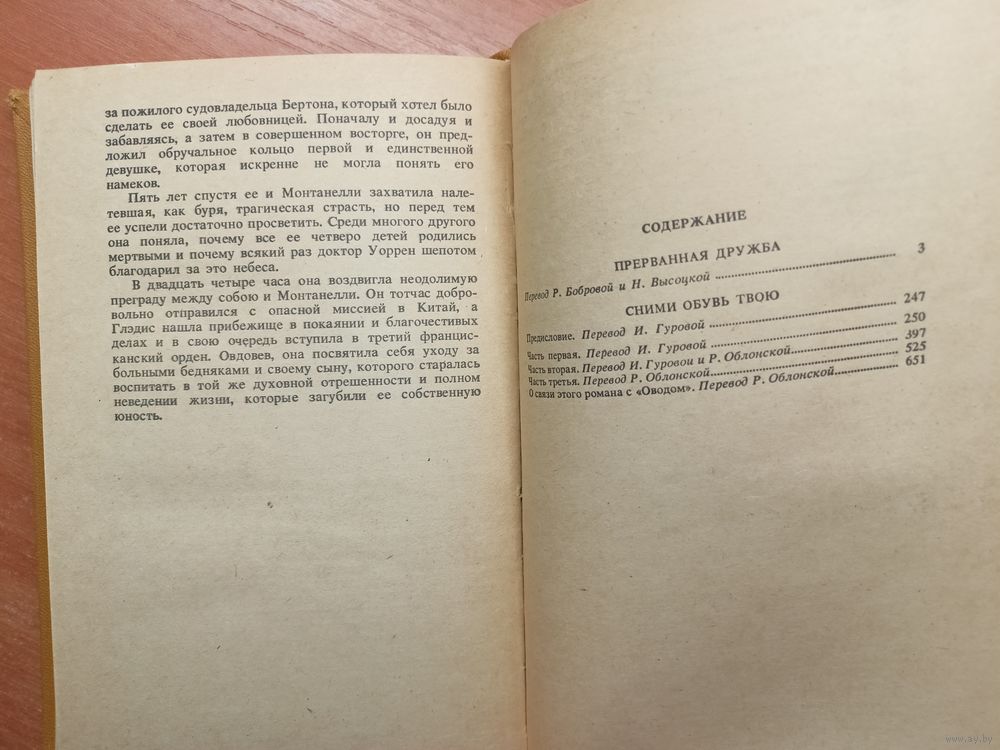 за пожилого судовладельца Бертона, который хотел было
сделать ее своей любовницей. Поначалу и досадуя и
забавляясь, а затем в совершенном восторге, он пред-
ложил обручальное кольцо первой и единственной
девушке, которая искренне не могла понять его
намеков.
Пять лет спустя ее и Монтанелли захватила нале-
тевшая, как буря, трагическая страсть, но перед тем
ее успели достаточно просветить. Среди многого другого
она поняла, почему все ее четверо детей родились
мертвыми и почему всякий раз доктор Уоррен шепотом
благодарил за это небеса.
В двадцать четыре часа она воздвигла неодолимую
преграду между собою и Монтанелли. Он тотчас добро-
вольно отправился с опасной миссией в Китай, а
Глэдис нашла прибежище в покаянии и благочестивых
делах и в свою очередь вступила в третий францис-
канский орден. Овдовев, она посвятила себя уходу за
больными бедняками и своему сыну, которого старалась
воспитать в той же духовной отрешенности и полном
неведении жизни, которые загубили ее собственную
юность.
СОДЕРЖАНИЕ
ПРЕРВАННАЯ ДРУЖБА
Перевод Р. Бобровой и Н. Высоцкой ........ 3
СНИМИ ОБУВЬ ТВОЮ
Предисловие. Перевод И. Гуровой ........ 247
Часть первая. Перевод И. Гуровой ........ 250
Часть вторая. Перевод И. Гуровои и Р. Облонской ........ 397
Часть третья. Перевод Р. Облонской ........ 525
О связи этого романа с «Оводом». Перевод Р. Облонской ........ 651
www.ay.by